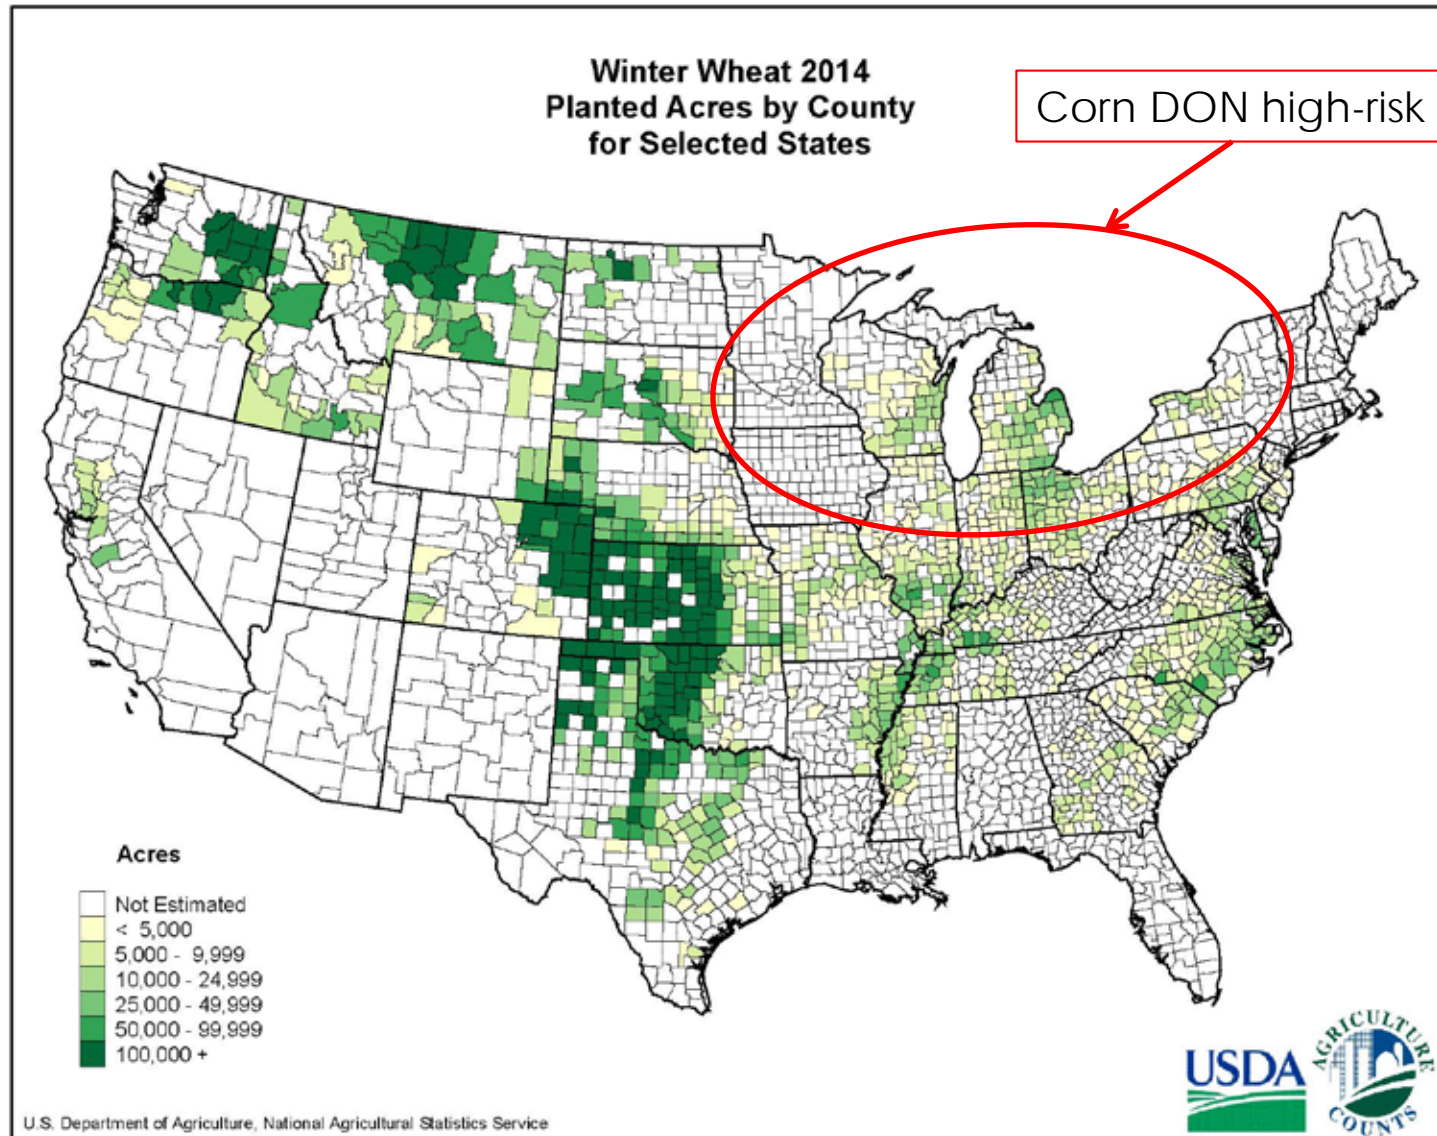 Winter Wheat 2014
Planted Acres by County
for Selected States
Corn DON high-risk
Acres
Not Estimated
< 5,000
5,000 - 9,999
10,000 - 24,999
25,000 - 49,999
50,000 - 99,999
100,000 +
USDA
AGRICULTURE
COUNTS
U.S. Department of Agriculture, National Agricultural Statistics Service